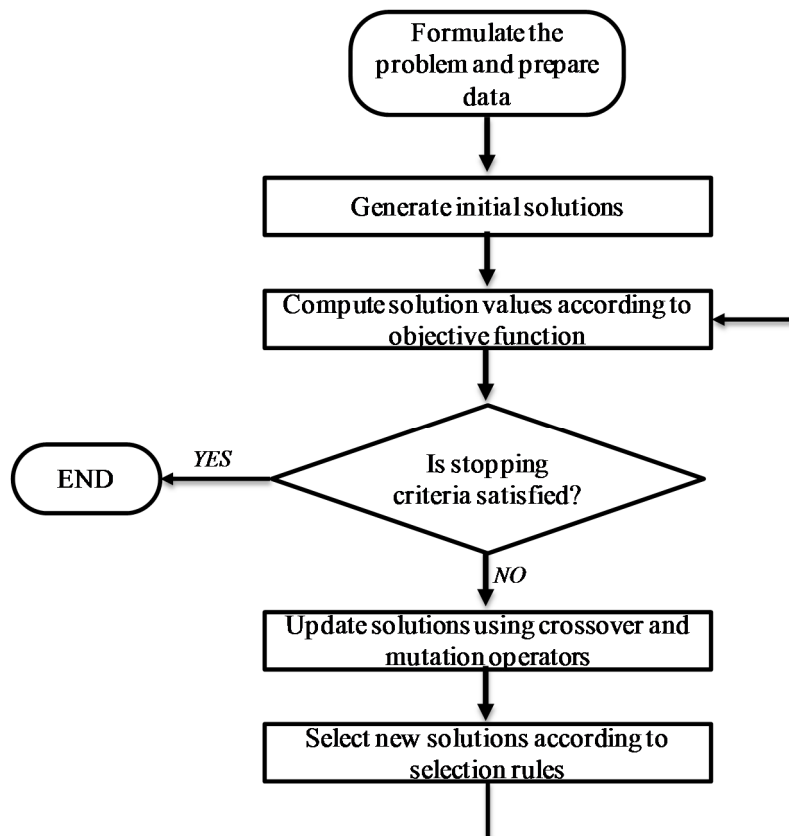 Formulate the
problem and prepare
data
Generate initial solutions
Compute solution values according to
objective function
Is stopping
criteria satisfied?
YES
END
NO
Update solutions using crossover and
mutation operators
Select new solutions according to
selection rules